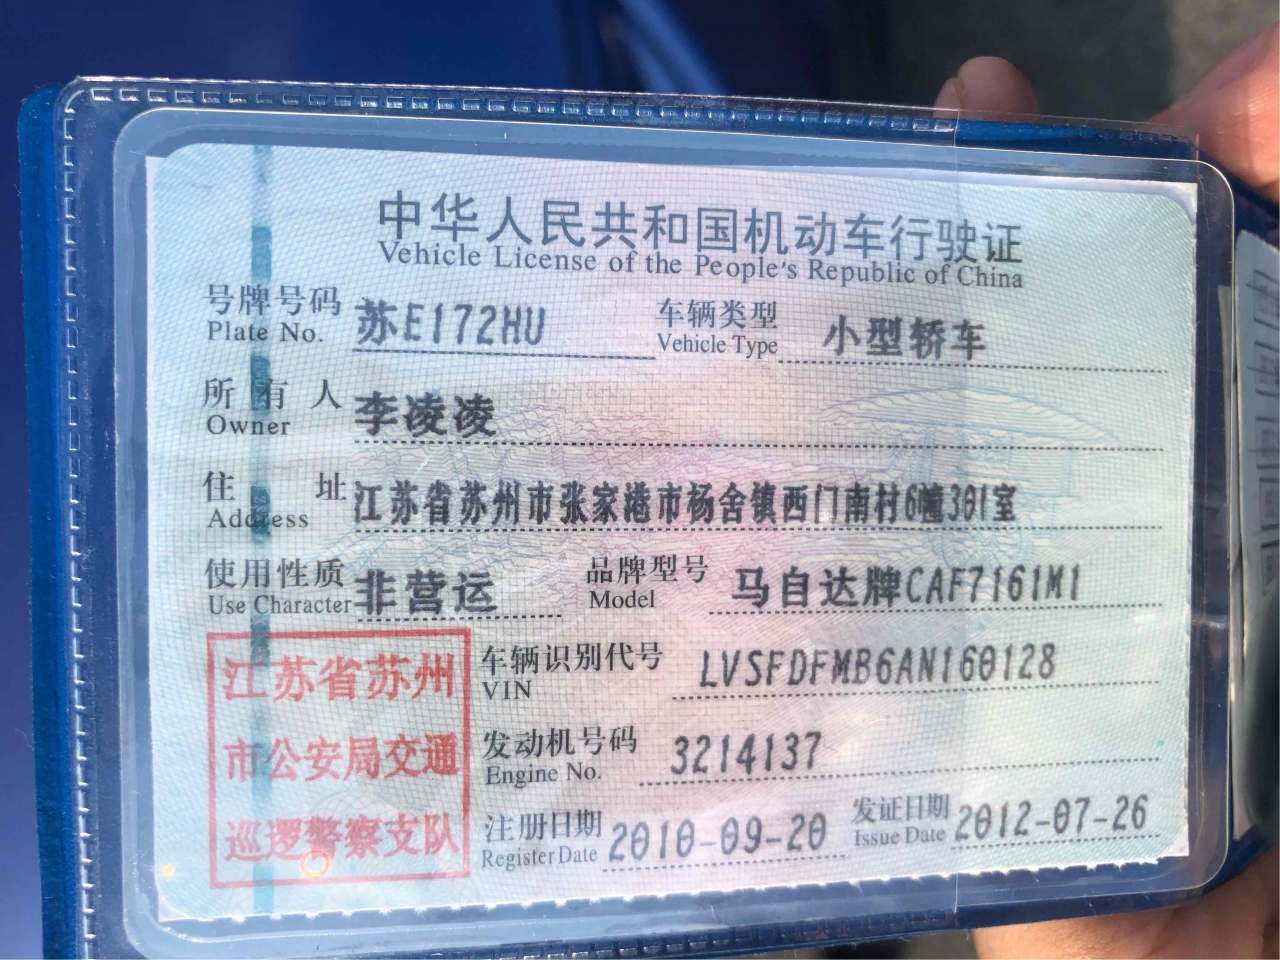 中华人民共和国机动车行驶证
Vehicle License of the People's Republic of China
号牌号码 苏E172HU 车辆类型 小型轿车
Plate No. Vehicle Type
所有人 李凌凌
Owner
住址 江苏省苏州市张家港市杨舍镇西门南村6幢301室
Address
使用性质 非营运 品牌型号 马自达牌CAF7161M1
Use Character Model
江苏省苏州
市公安局交通
巡逻警察支队
车辆识别代号 LVSFDFMB6AN160128
VIN
发动机号码 3214137
Engine No.
注册日期 2010-09-20 发证日期 2012-07-26
Register Date Issue Date